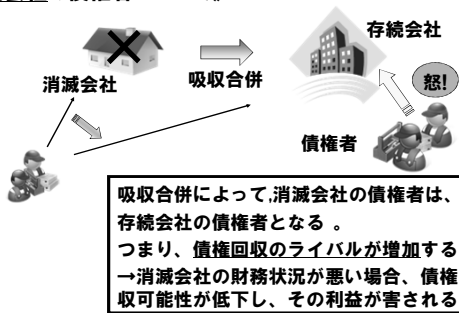 存続会社
消滅会社
吸収合併
怒!
債権者
吸収合併によって,消滅会社の債権者は、
存続会社の債権者となる 。
つまり、債権回収のライバルが増加する
→消滅会社の財務状況が悪い場合、債権
収可能性が低下し、その利益が害される